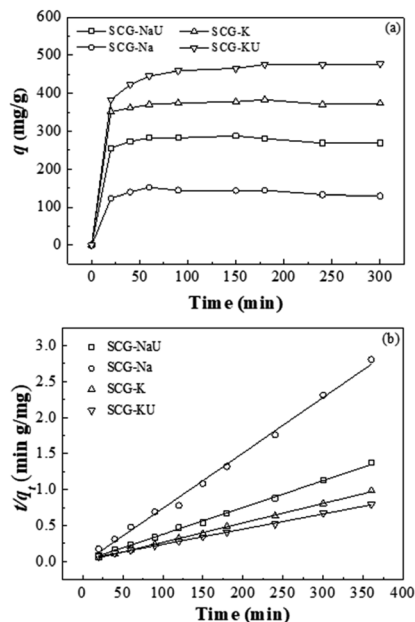 SCG-NaU SCG-K
SCG-Na SCG-KU
(a)
600
500
400
300
200
100
0
q (mg/g)
0 50 100 150 200 250 300
Time (min)
(b)
SCG-NaU
SCG-Na
SCG-K
SCG-KU
3.0
2.5
2.0
1.5
1.0
0.5
0.0
t/qt (min g/mg)
0 50 100 150 200 250 300 350 400
Time (min)